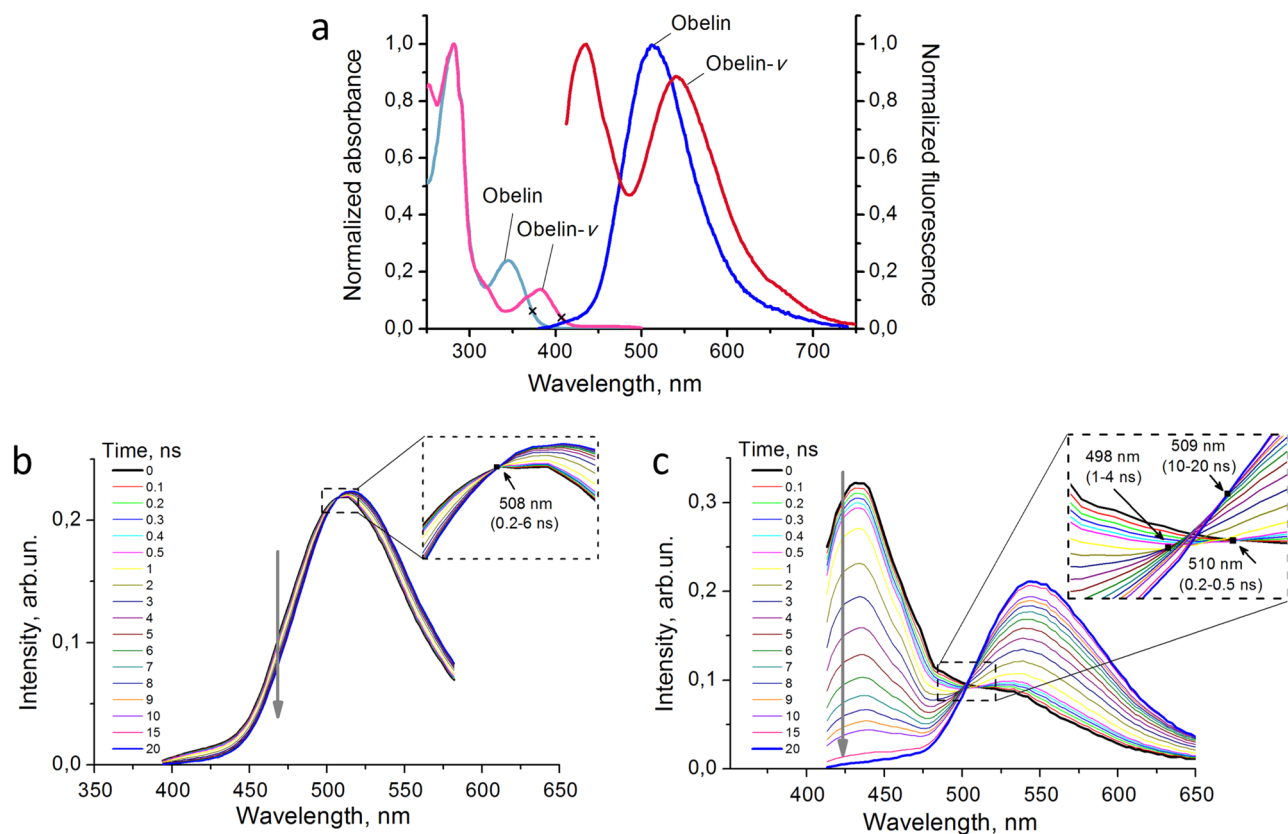 a
Normalized absorbance
1,0
0,8
0,6
0,4
0,2
0,0
Obelin
Obelin-v
Obelin
Obelin-v
1,0
0,8
0,6
0,4
0,2
0,0
Normalized fluorescence
300 400 500 600 700
Wavelength, nm
b
Time, ns
0
0.1
0.2
0.3
0.4
0.5
1
2
3
4
5
6
7
8
9
10
15
20
Intensity, arb.un.
0,2
0,1
0,0
508 nm
(0.2-6 ns)
350 400 450 500 550 600 650
Wavelength, nm
c
Time, ns
0
0.1
0.2
0.3
0.4
0.5
1
2
3
4
5
6
7
8
9
10
15
20
Intensity, arb.un.
0,3
0,2
0,1
0,0
498 nm
(1-4 ns)
509 nm
(10-20 ns)
510 nm
(0.2-0.5 ns)
400 450 500 550 600 650
Wavelength, nm